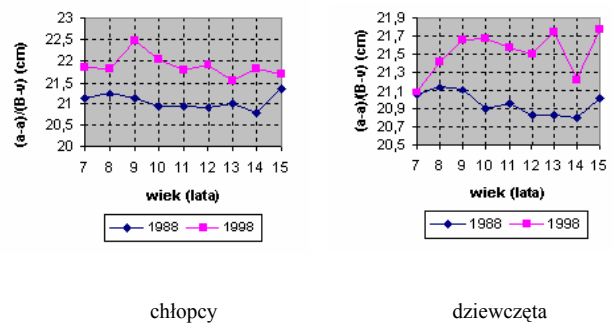 (a-a)/(B-v) (cm)
23
22,5
22
21,5
21
20,5
20
7 8 9 10 11 12 13 14 15
wiek (lata)
1988 1998
chłopcy
(a-a)/(B-v) (cm)
21,9
21,7
21,5
21,3
21,1
20,9
20,7
20,5
7 8 9 10 11 12 13 14 15
wiek (lata)
1988 1998
dziewczęta